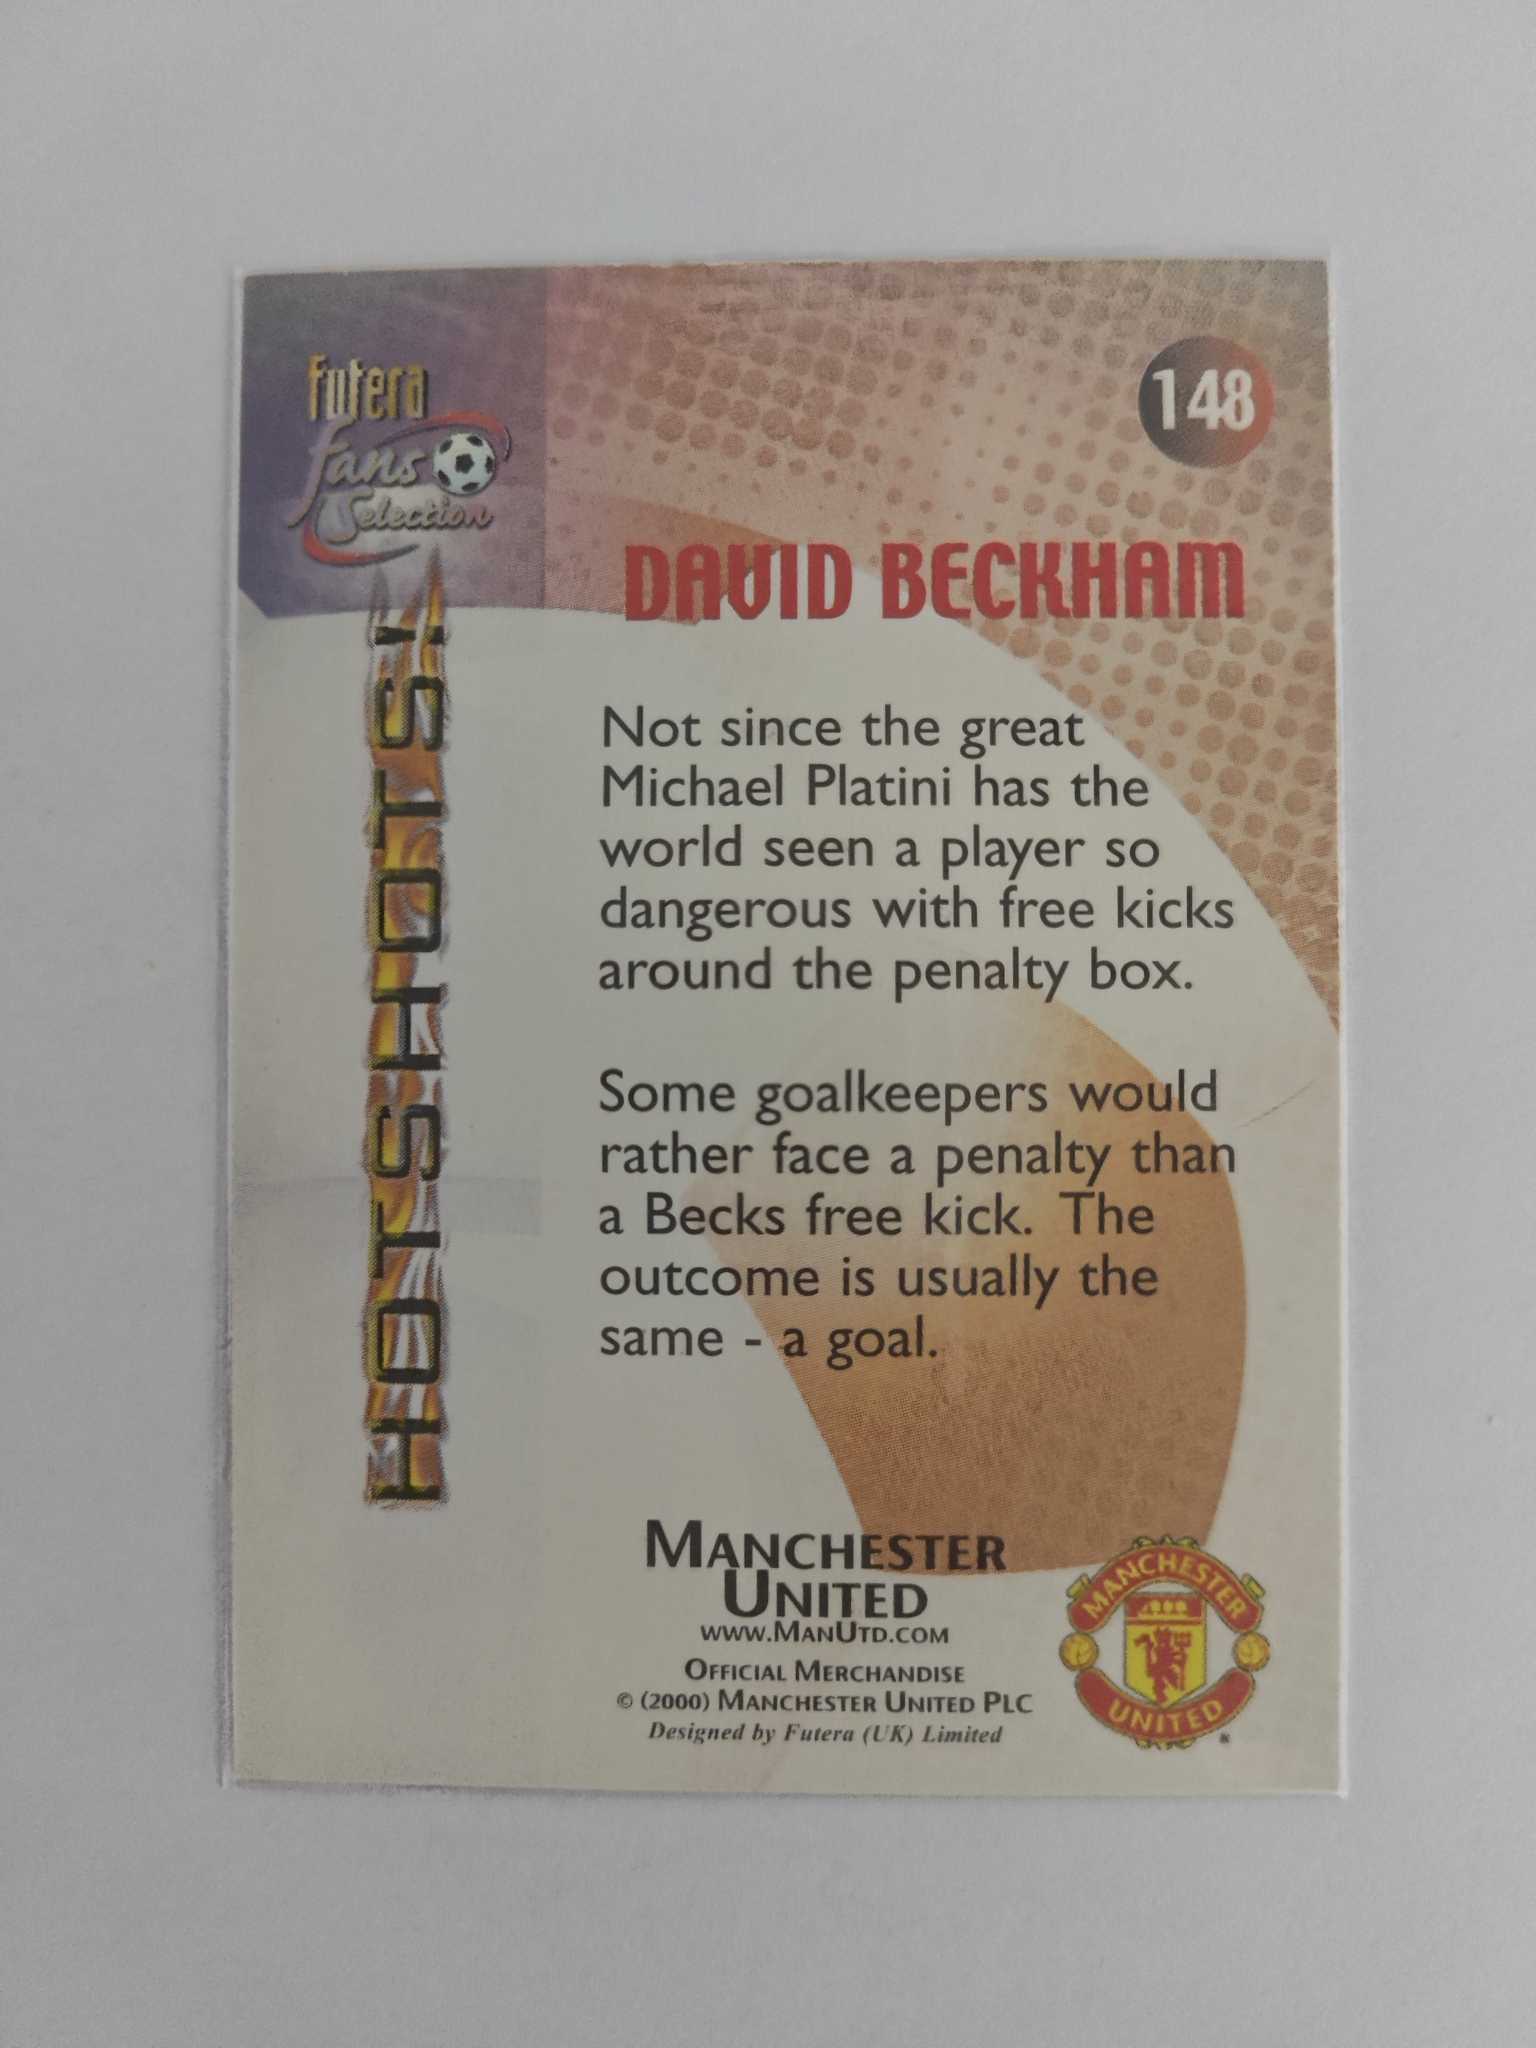 futera
fans
Selection
148
DAVID BECKHAM
HOTSHOTS!
Not since the great
Michael Platini has the
world seen a player so
dangerous with free kicks
around the penalty box.
Some goalkeepers would
rather face a penalty than
a Becks free kick. The
outcome is usually the
same - a goal.
MANCHESTER
UNITED
WWW.MANUTD.COM
OFFICIAL MERCHANDISE
© (2000) MANCHESTER UNITED PLC
Designed by Futera (UK) Limited
MANCHESTER
UNITED